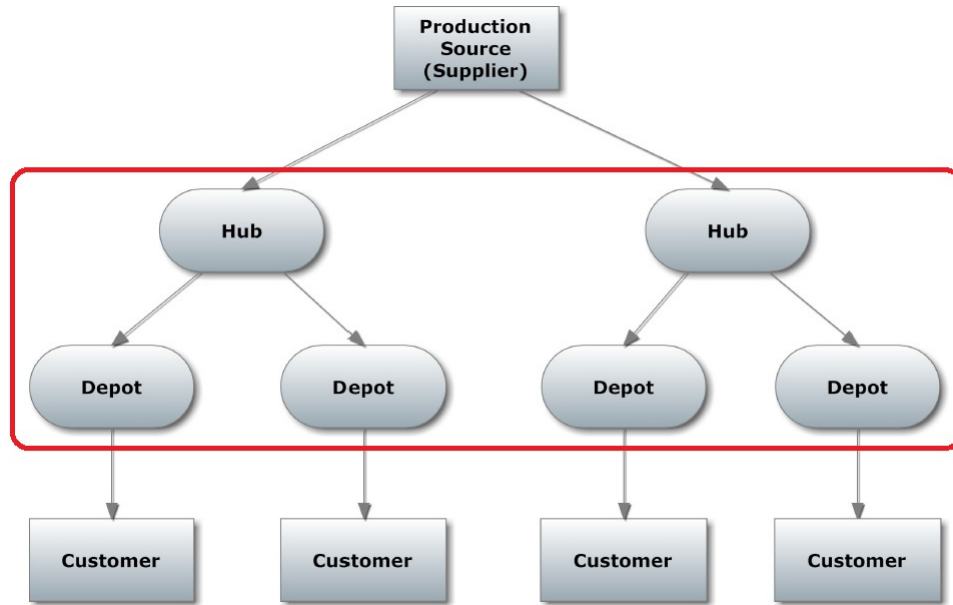 Production
Source
(Supplier)
Hub
Hub
Depot
Depot
Depot
Depot
Customer
Customer
Customer
Customer